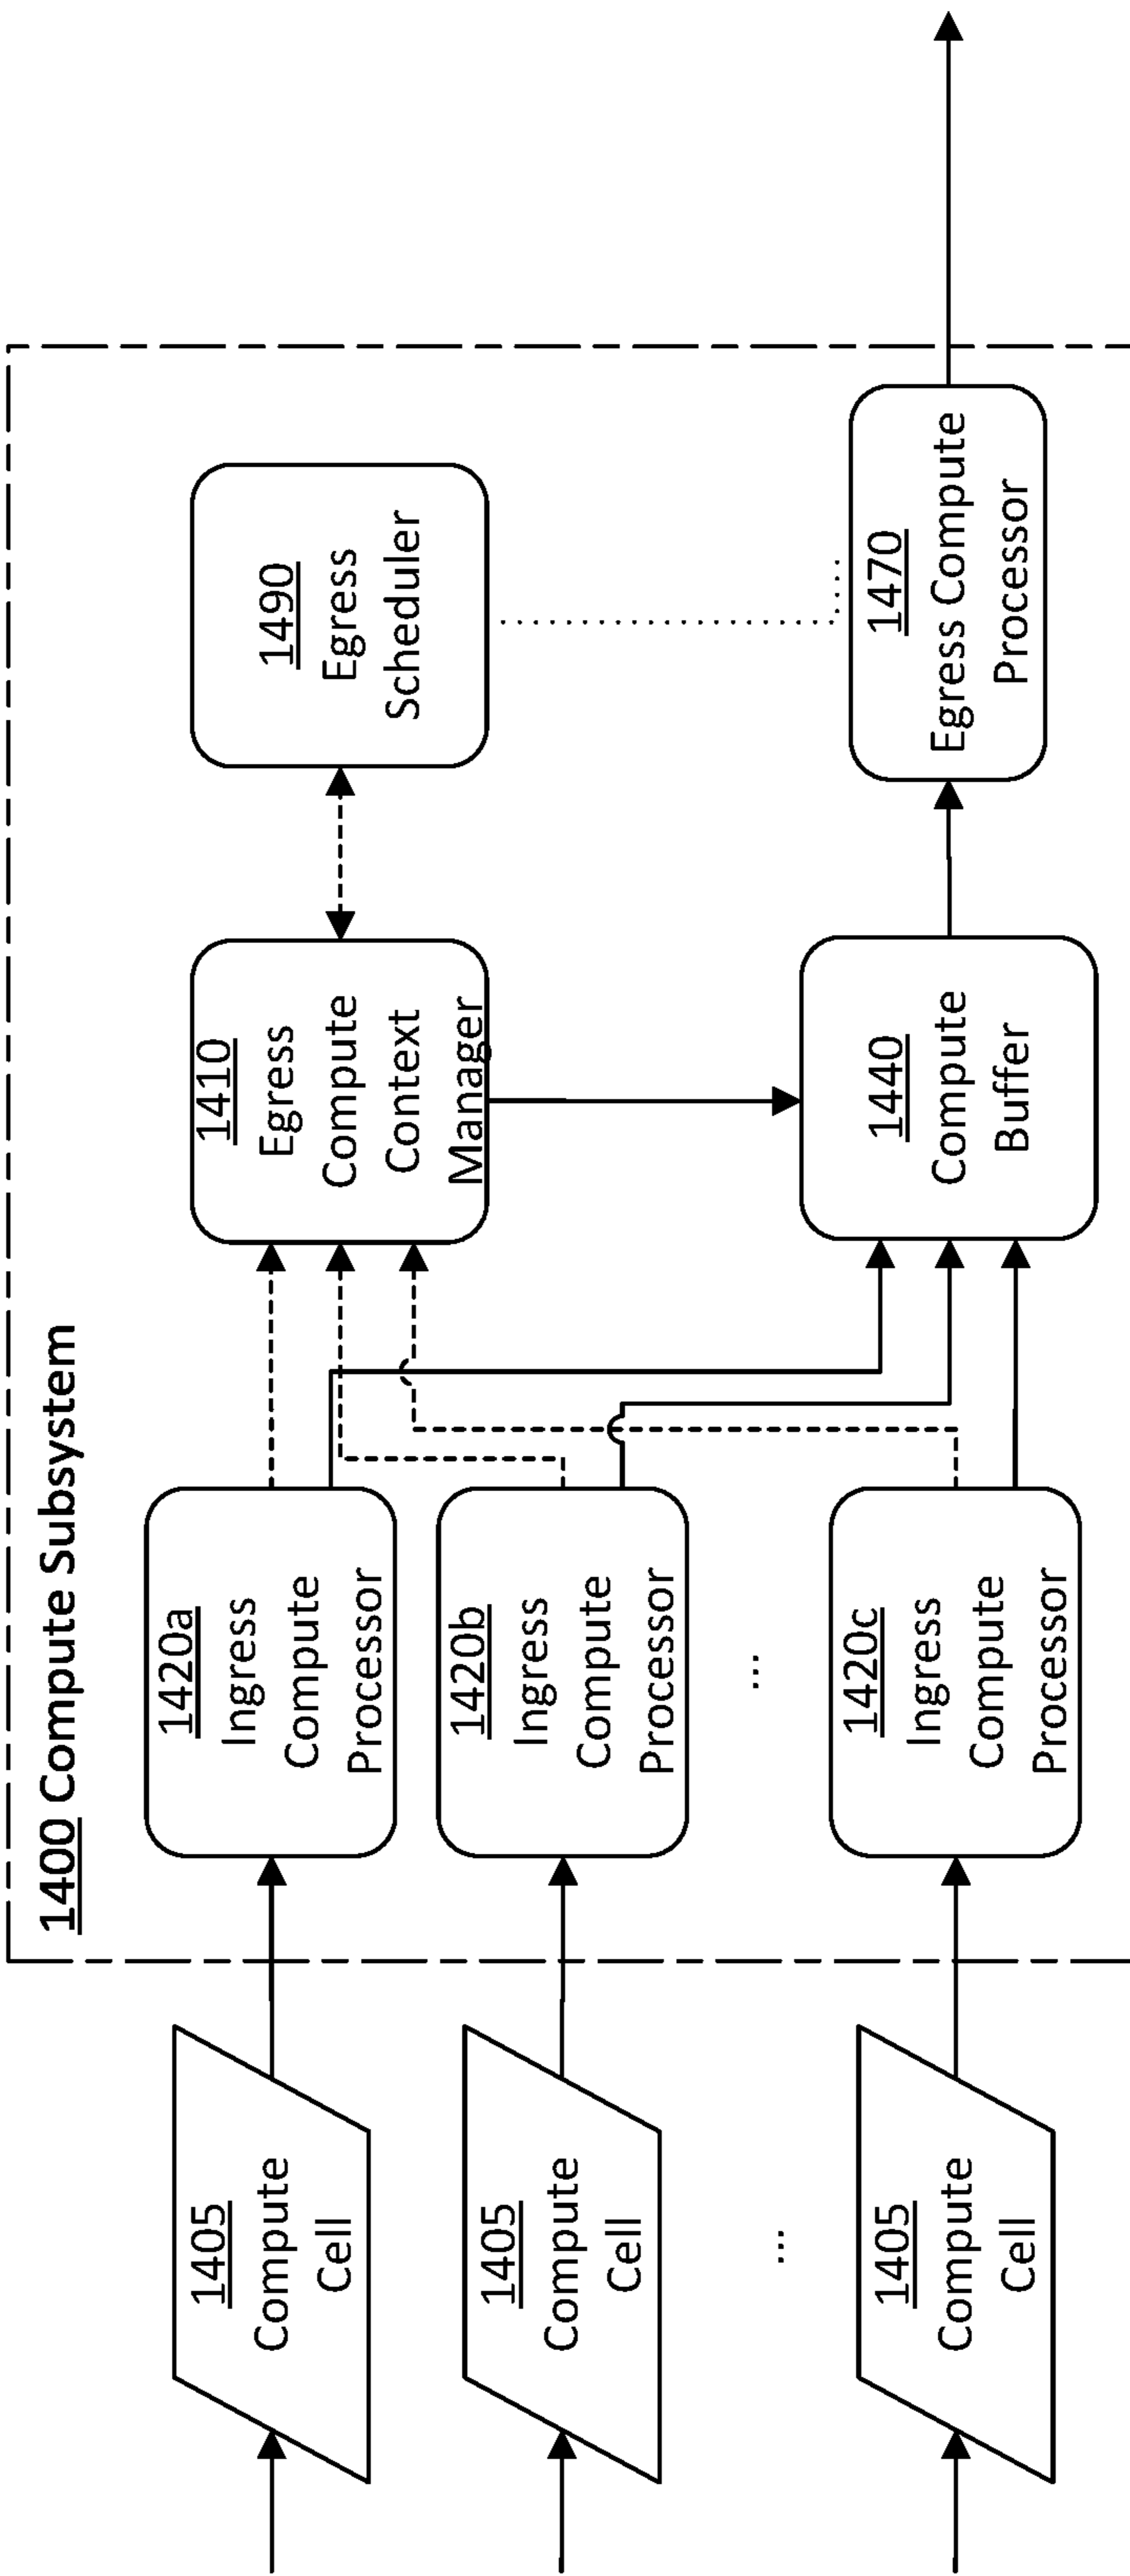 1400 Compute Subsystem
1405
Compute
Cell
1420a
Ingress
Compute
Processor
1410
Egress
Compute
Context
Manager
1490
Egress
Scheduler
1405
Compute
Cell
1420b
Ingress
Compute
Processor
...
...
1405
Compute
Cell
1420c
Ingress
Compute
Processor
1440
Compute
Buffer
1470
Egress Compute
Processor